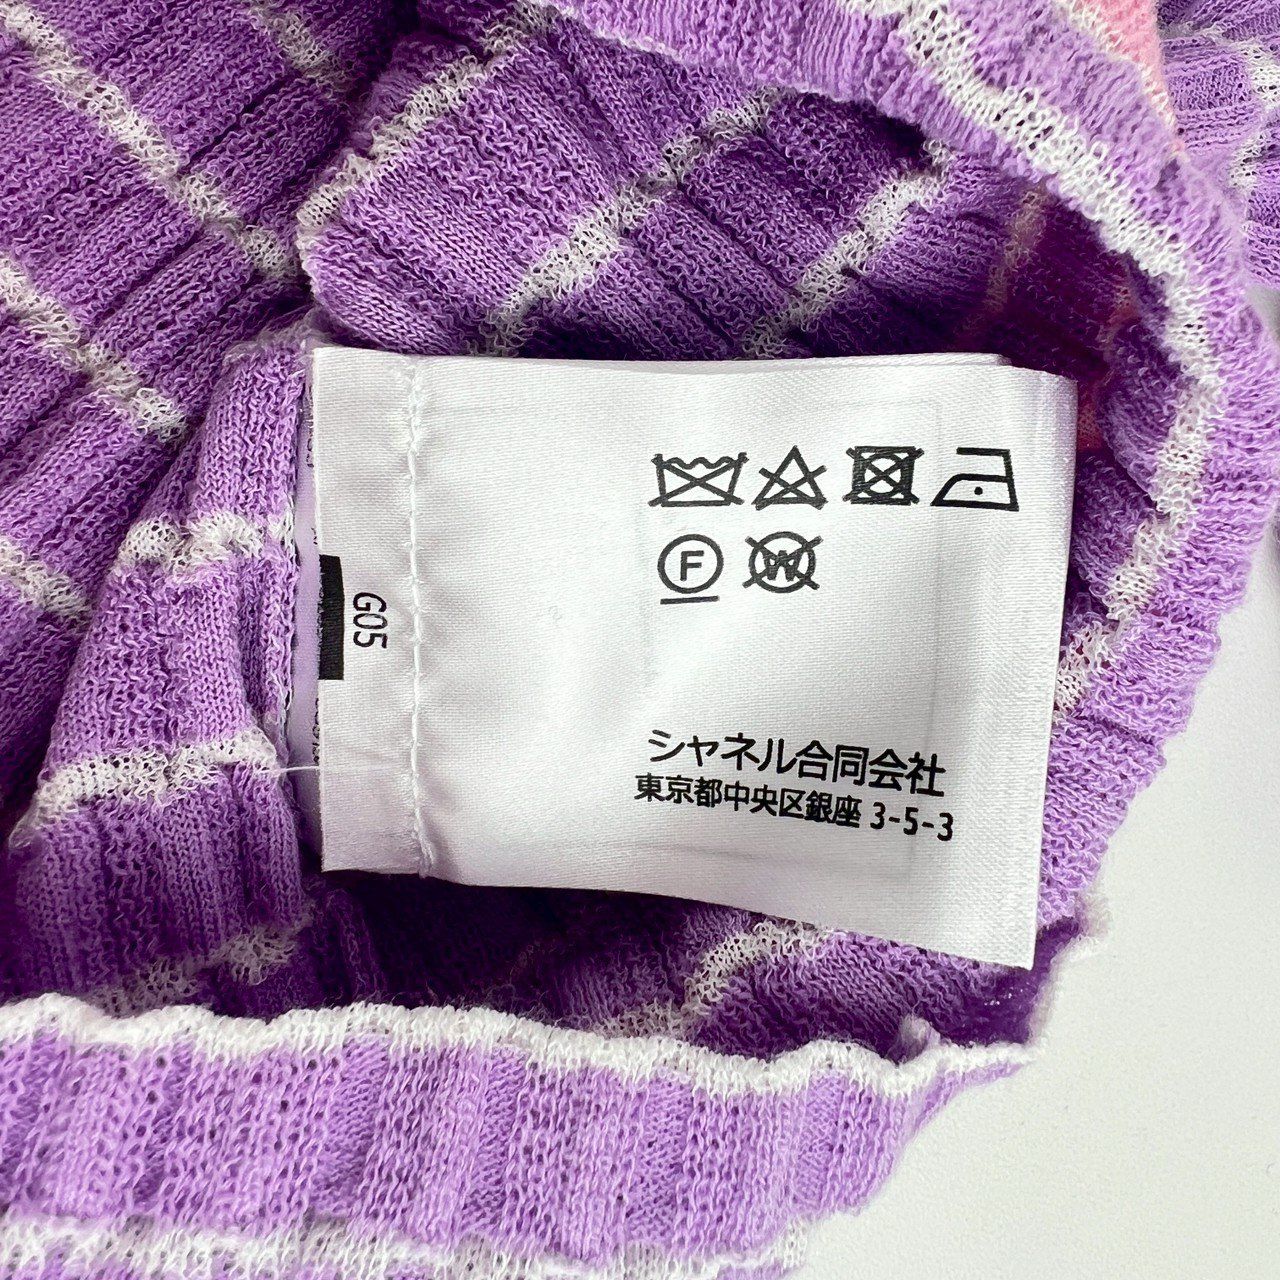 F W
G05
シャネル合同会社
東京都中央区銀座 3-5-3